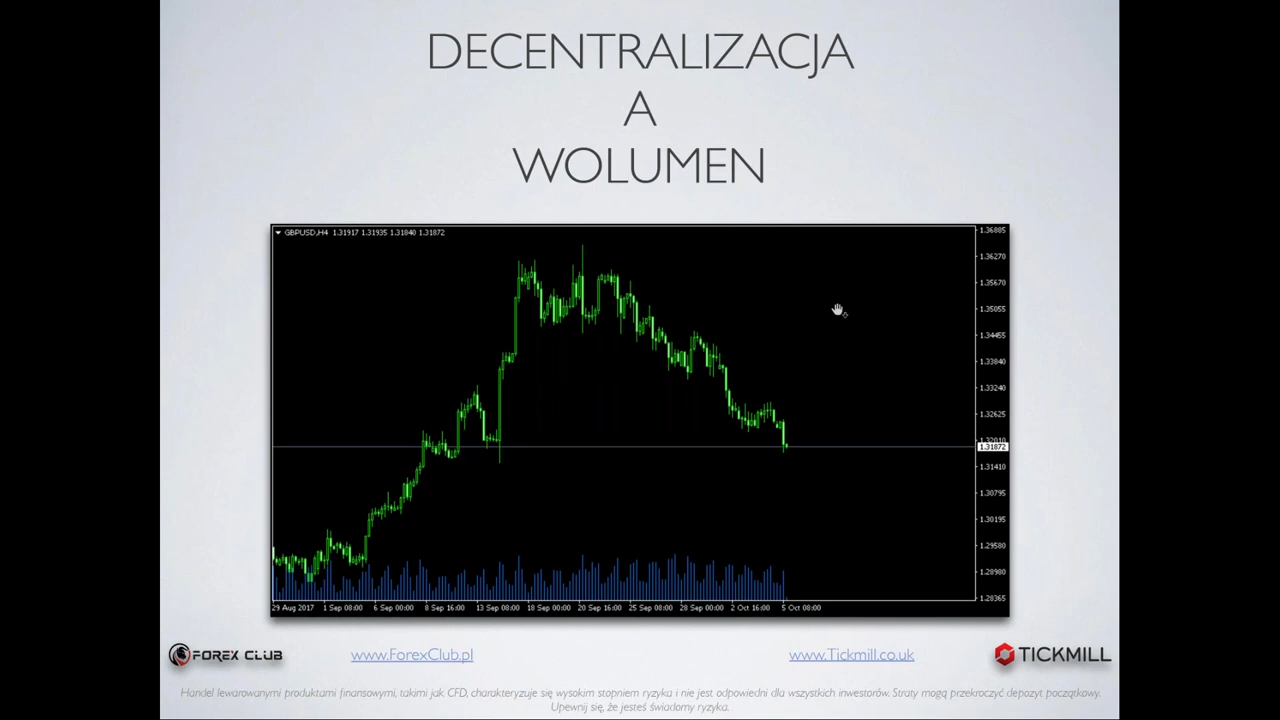 DECENTRALIZACJA
A
WOLUMEN
GBPUSD,H4 1.31917 1.31935 1.31840 1.31872
1.36885
1.36270
1.35670
1.35055
1.34455
1.33840
1.33240
1.32625
1.32010
1.31872
1.31410
1.30795
1.30195
1.29580
1.28980
1.28365
29 Aug 2017 1 Sep 08:00 6 Sep 00:00 8 Sep 16:00 13 Sep 08:00 18 Sep 00:00 20 Sep 16:00 25 Sep 08:00 28 Sep 00:00 2 Oct 16:00 5 Oct 08:00
FOREX CLUB www.ForexClub.pl www.Tickmill.co.uk TICKMILL
Handel lewarowanymi produktami finansowymi, takimi jak CFD, charakteryzuje się wysokim stopniem ryzyka i nie jest odpowiedni dla wszystkich inwestorów. Straty mogą przekroczyć depozyt początkowy.
Upewnij się, że jesteś świadomy ryzyka.